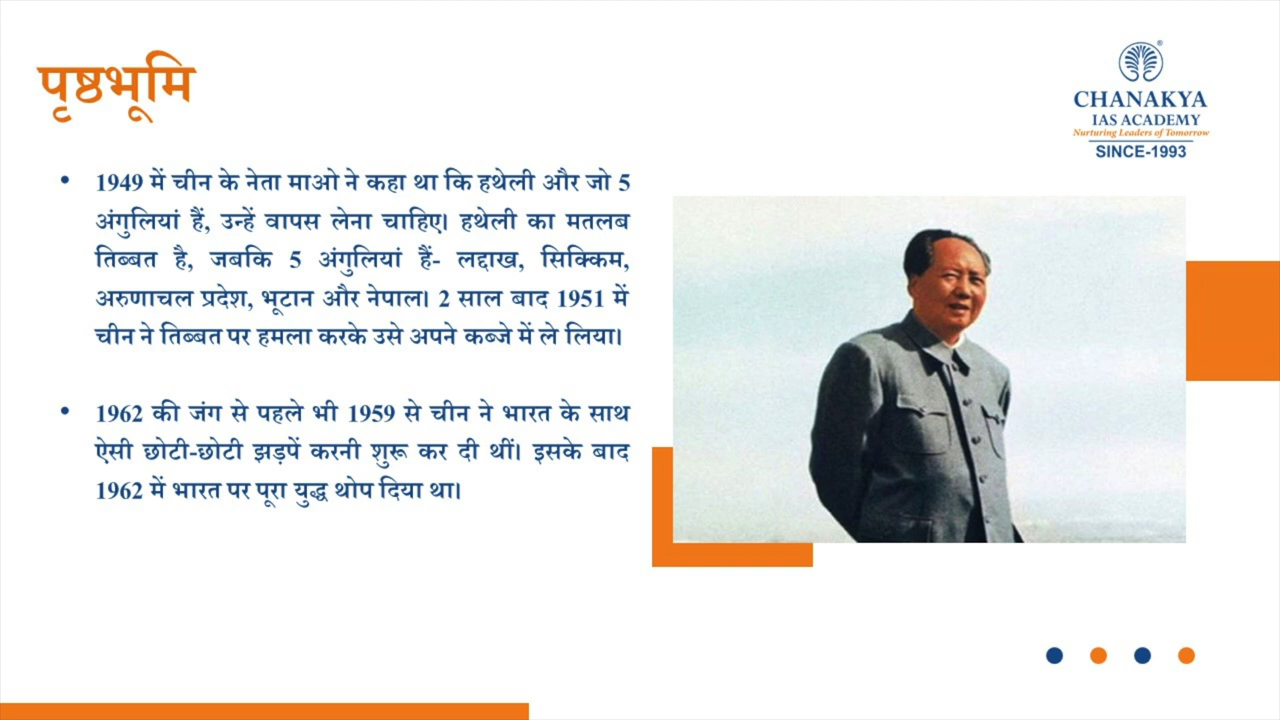 पृष्ठभूमि
CHANAKYA
IAS ACADEMY
Nurturing Leaders of Tomorrow
SINCE-1993
• 1949 में चीन के नेता माओ ने कहा था कि हथेली और जो 5
अंगुलियां हैं, उन्हें वापस लेना चाहिए। हथेली का मतलब
तिब्बत है, जबकि 5 अंगुलियां हैं- लद्दाख, सिक्किम,
अरुणाचल प्रदेश, भूटान और नेपाल। 2 साल बाद 1951 में
चीन ने तिब्बत पर हमला करके उसे अपने कब्जे में ले लिया।
• 1962 की जंग से पहले भी 1959 से चीन ने भारत के साथ
ऐसी छोटी-छोटी झड़पें करनी शुरू कर दी थीं। इसके बाद
1962 में भारत पर पूरा युद्ध थोप दिया था।